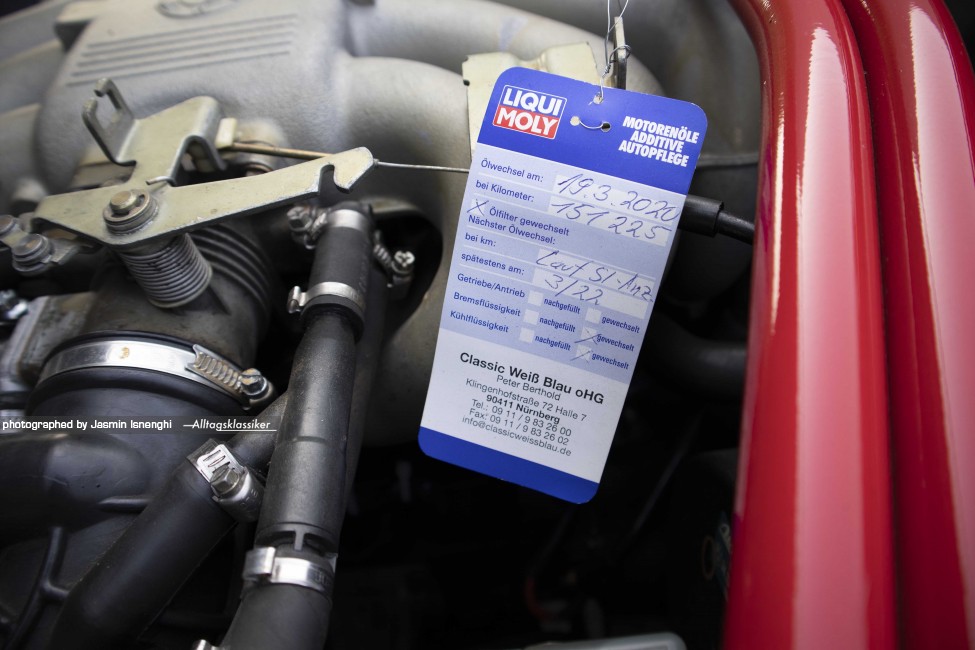 LIQUI
MOLY
MOTORENÖLE
ADDITIVE
AUTOPFLEGE
Ölwechsel am: 19.3.2020
bei Kilometer: 151225
X Ölfilter gewechselt
Nächster Ölwechsel:
bei km: Lauf SI-Anz.
spätestens am: 3/22
Getriebe/Antrieb nachgefüllt gewechselt
Bremsflüssigkeit nachgefüllt X gewechselt
Kühlflüssigkeit nachgefüllt X gewechselt
Classic Weiß Blau oHG
Peter Berthold
Klingenhofstraße 72 Halle 7
90411 Nürnberg
Tel.: 09 11 / 9 83 26 00
Fax: 09 11 / 9 83 26 02
info@classicweissblau.de
photographed by Jasmin Isnenghi —Alltagsklassiker